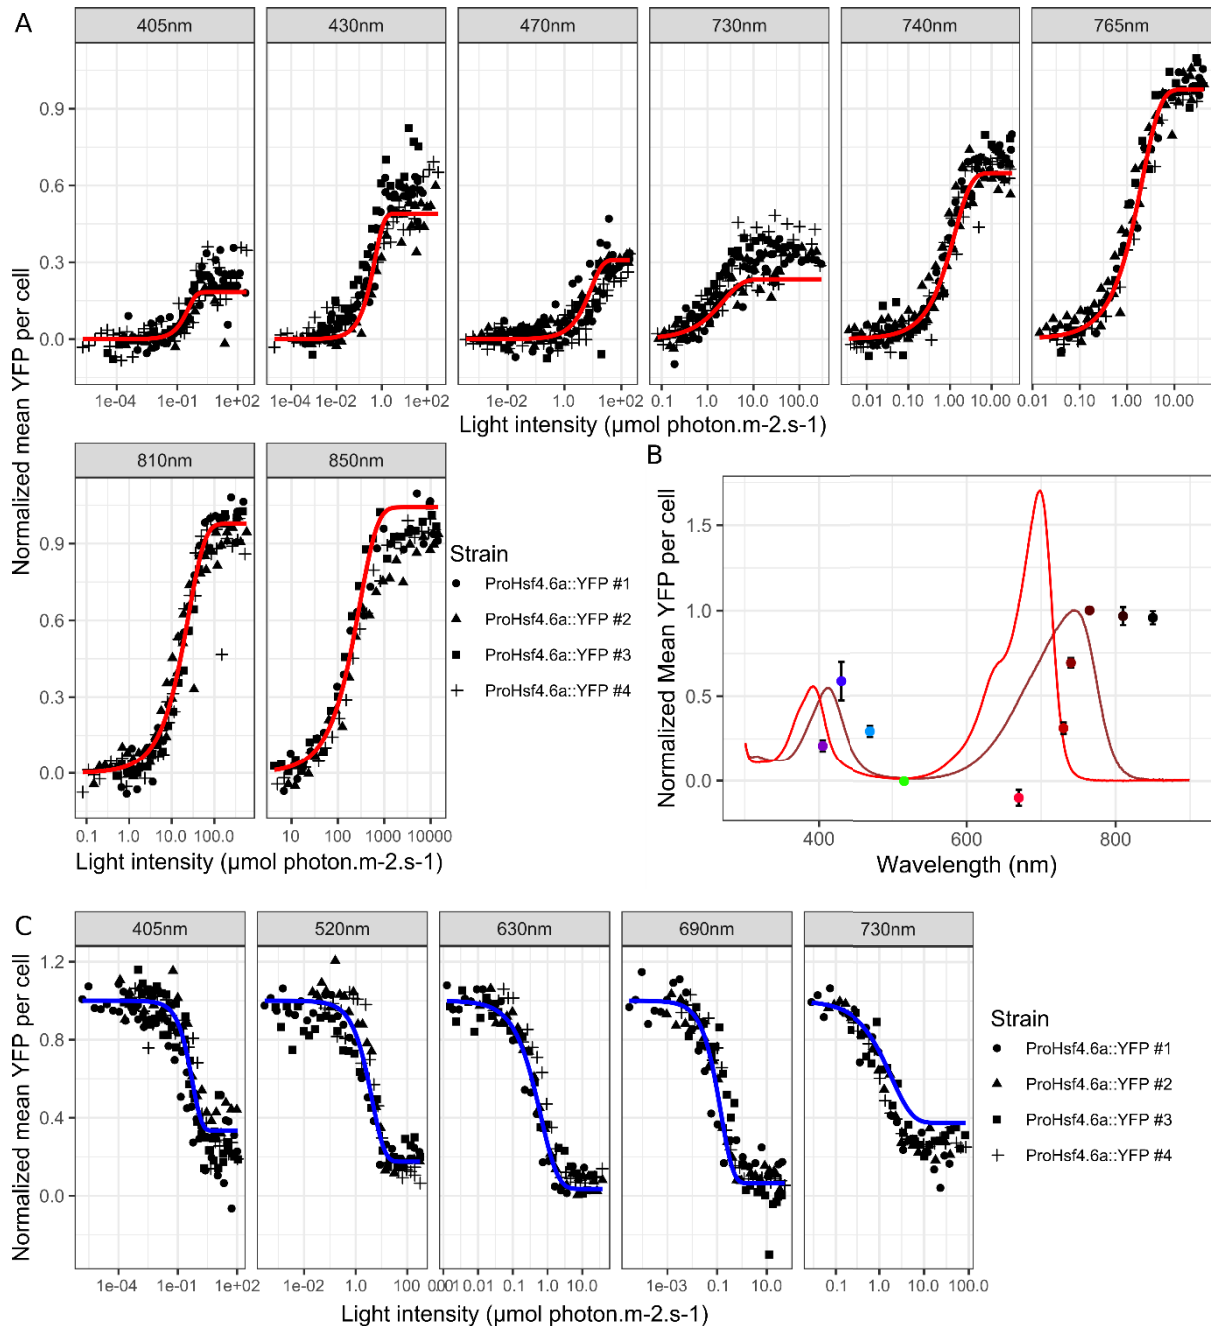 A
405nm 430nm 470nm 730nm 740nm 765nm
Normalized mean YFP per cell
0.9
0.6
0.3
0.0
1e-04 1e-01 1e+02 1e-02 1.0 1e+02 1e-02 1.0 100 0.1 1.0 10.0 100.0 0.01 0.10 1.00 10.00 0.01 0.10 1.00 10.00
Light intensity (μmol photon.m-2.s-1)
810nm 850nm
0.9
0.6
0.3
0.0
0.1 1.0 10.0 100.0 10 100 1000 10000
Light intensity (μmol photon.m-2.s-1)
Strain
ProHsf4.6a::YFP #1
ProHsf4.6a::YFP #2
ProHsf4.6a::YFP #3
ProHsf4.6a::YFP #4
B
Normalized Mean YFP per cell
1.5
1.0
0.5
0.0
400 600 800
Wavelength (nm)
C
405nm 520nm 630nm 690nm 730nm
Normalized mean YFP per cell
1.2
0.8
0.4
0.0
1e-04 1e-01 1e+02 1e-02 1.0 100 0.01 0.1 1.0 10.0 1e-03 0.1 10.0 0.1 1.0 10.0 100.0
Light intensity (μmol photon.m-2.s-1)
Strain
ProHsf4.6a::YFP #1
ProHsf4.6a::YFP #2
ProHsf4.6a::YFP #3
ProHsf4.6a::YFP #4